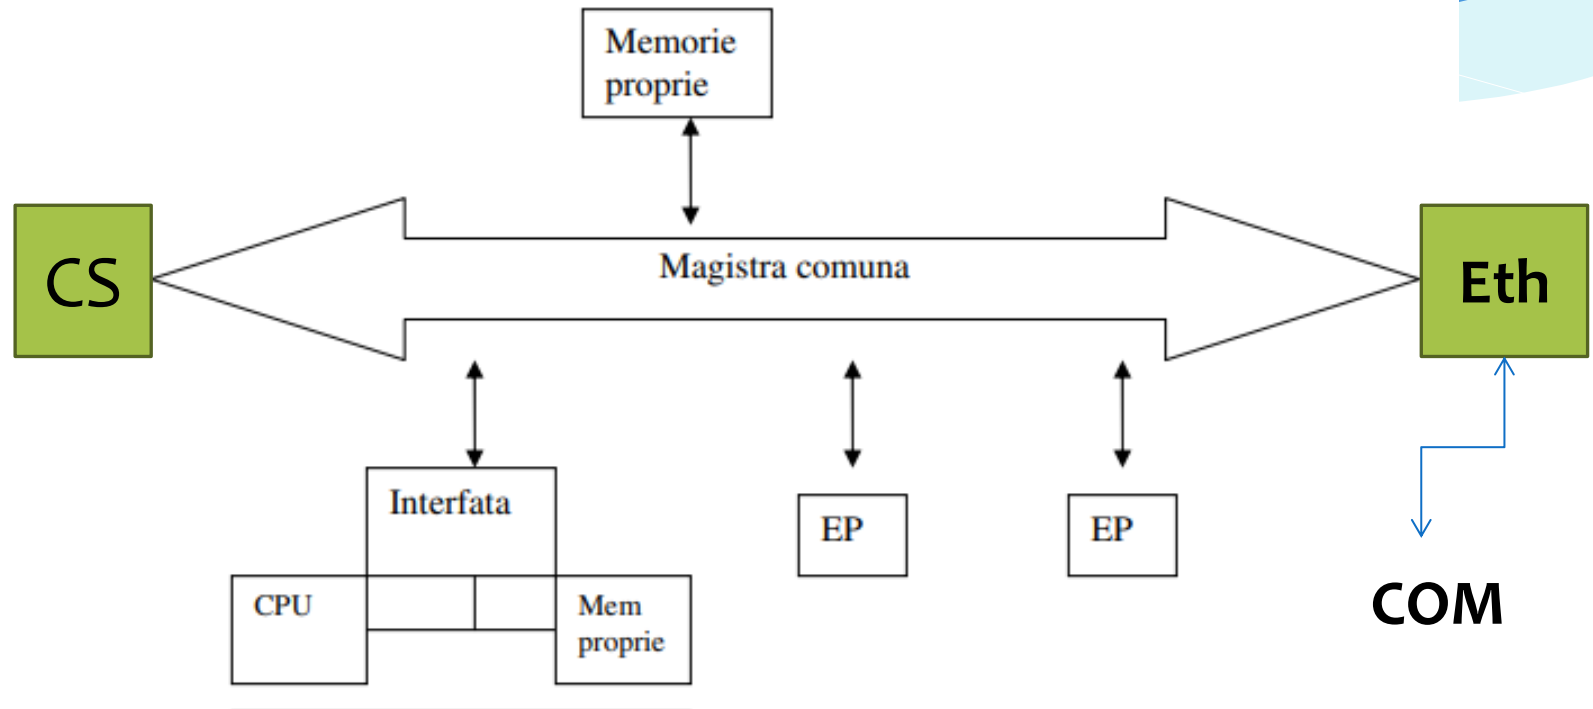 Memorie
proprie
CS
Magistra comuna
Eth
Interfata
EP
EP
CPU
Mem
proprie
COM